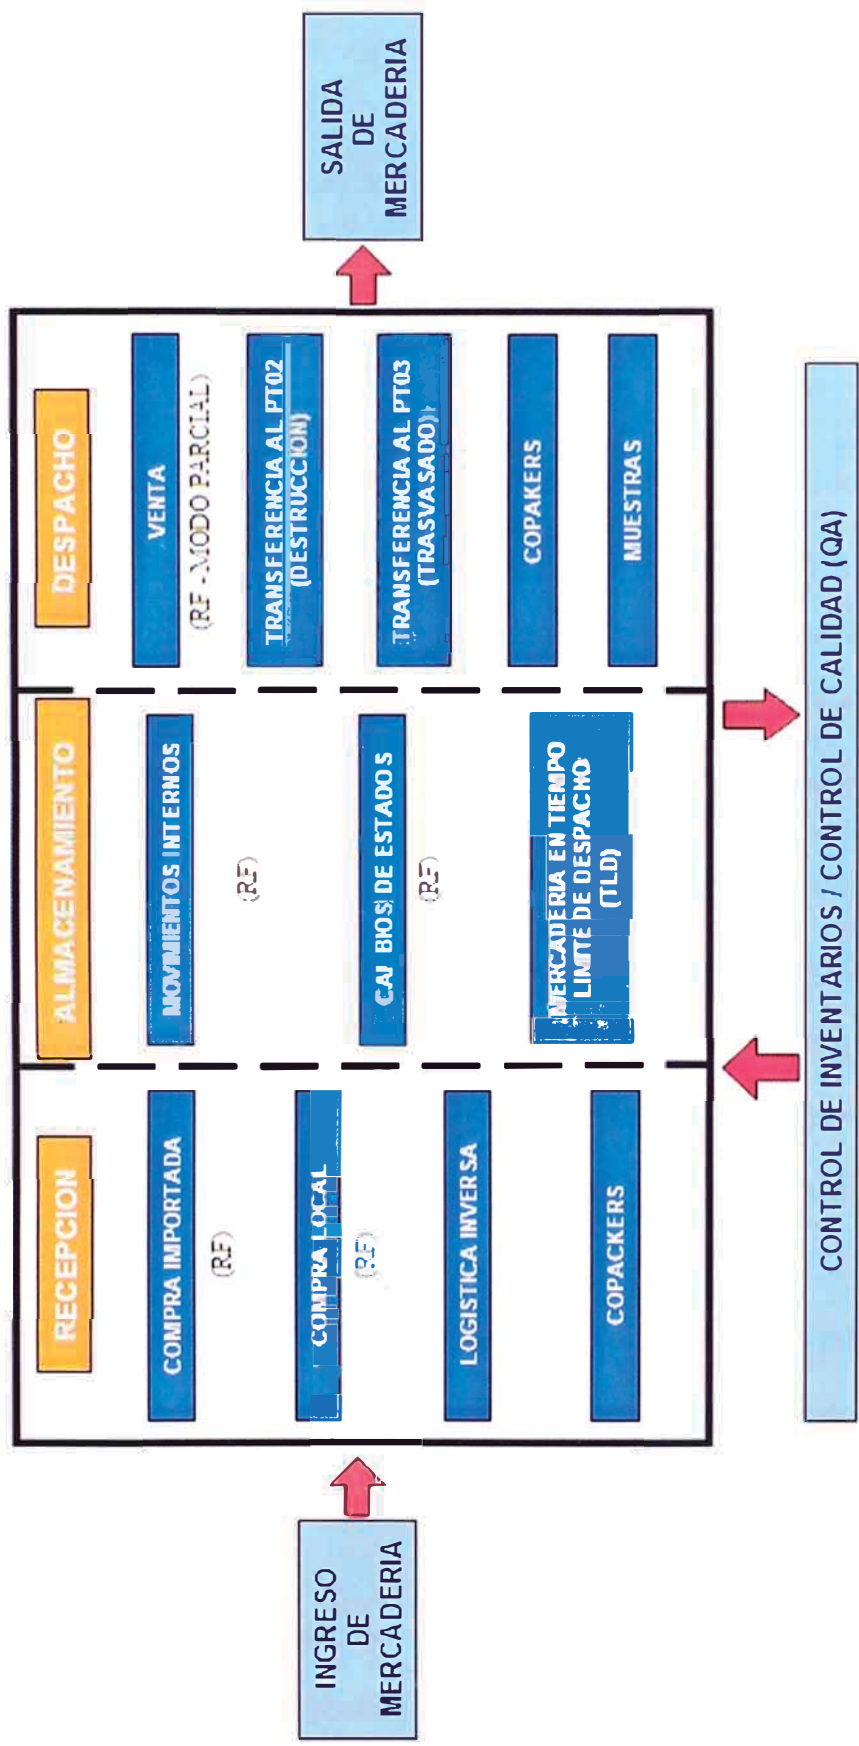 INGRESO
DE
MERCADERIA
RECEPCION
COMPRA IMPORTADA
(RF)
COMPRA LOCAL
(RF)
LOGISTICA INVERSA
COPACKERS
ALMACENAMIENTO
MOVIMIENTOS INTERNOS
(RF)
CAI BIOS DE ESTADOS
(RF)
MERCADERIA EN TIEMPO
LIMITE DE DESPACHO
(TLD)
DESPACHO
VENTA
(RF - MODO PARCIAL)
TRANSFERENCIA AL PT02
(DESTRUCCION)
TRANSFERENCIA AL PT03
(TRASVASADO)
COPAKERS
MUESTRAS
SALIDA
DE
MERCADERIA
CONTROL DE INVENTARIOS / CONTROL DE CALIDAD (QA)